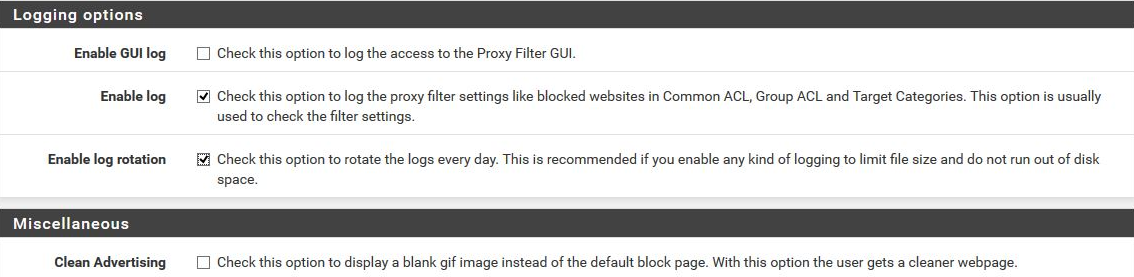 Logging options
Enable GUI log Check this option to log the access to the Proxy Filter GUI.
Enable log Check this option to log the proxy filter settings like blocked websites in Common ACL, Group ACL and Target Categories. This option is usually
used to check the filter settings.
Enable log rotation Check this option to rotate the logs every day. This is recommended if you enable any kind of logging to limit file size and do not run out of disk
space.
Miscellaneous
Clean Advertising Check this option to display a blank gif image instead of the default block page. With this option the user gets a cleaner webpage.